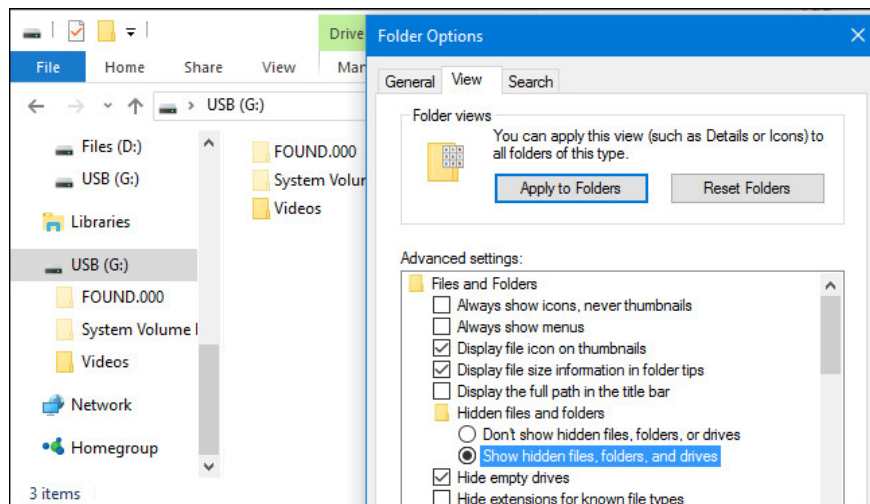 Drive
Folder Options
File
Home
Share
View
Mar
USB (G:)
Files (D:)
USB (G:)
Libraries
USB (G:)
FOUND.000
System Volume I
Videos
Network
Homegroup
3 items
FOUND.000
System Volur
Videos
General
View
Search
Folder views
You can apply this view (such as Details or Icons) to
all folders of this type.
Apply to Folders
Reset Folders
Advanced settings:
Files and Folders
Always show icons, never thumbnails
Always show menus
Display file icon on thumbnails
Display file size information in folder tips
Display the full path in the title bar
Hidden files and folders
Don't show hidden files, folders, or drives
Show hidden files, folders, and drives
Hide empty drives
Hide extensions for known file types